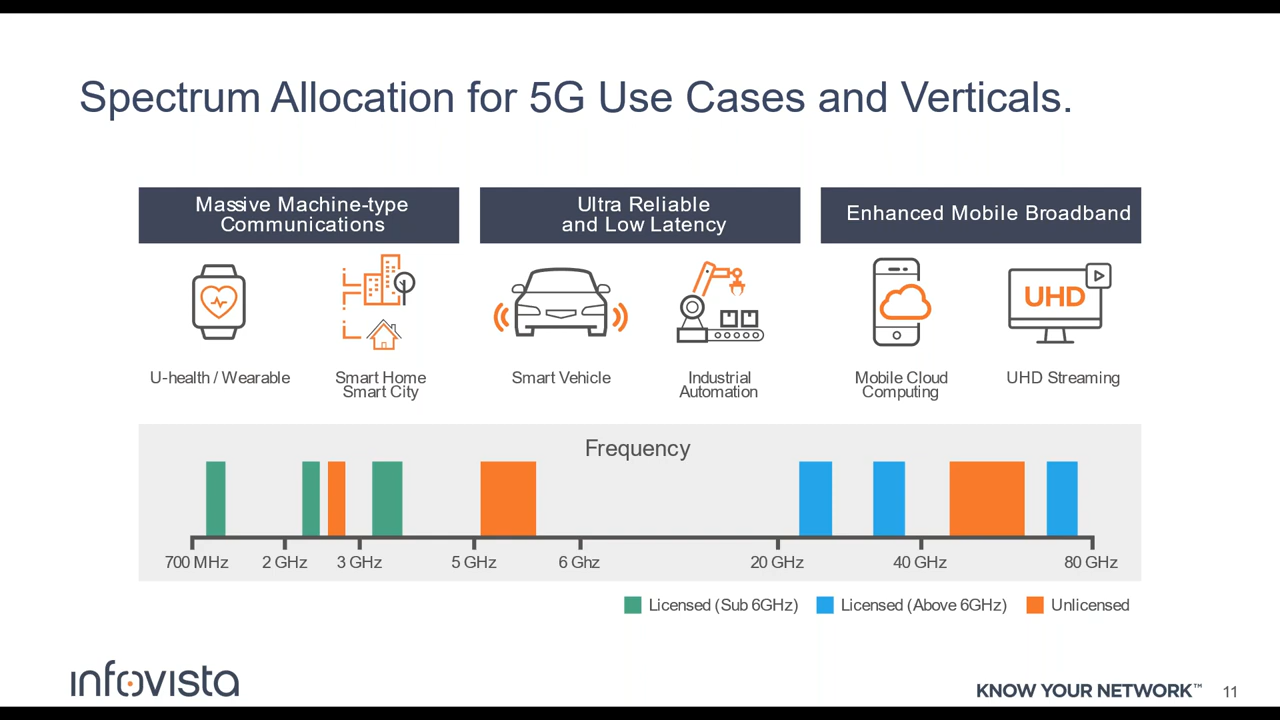 Spectrum Allocation for 5G Use Cases and Verticals.
Massive Machine-type
Communications
Ultra Reliable
and Low Latency
Enhanced Mobile Broadband
UHD
U-health / Wearable
Smart Home
Smart City
Smart Vehicle
Industrial
Automation
Mobile Cloud
Computing
UHD Streaming
Frequency
700 MHz
2 GHz
3 GHz
5 GHz
6 Ghz
20 GHz
40 GHz
80 GHz
Licensed (Sub 6GHz)
Licensed (Above 6GHz)
Unlicensed
infovista
KNOW YOUR NETWORK™
11